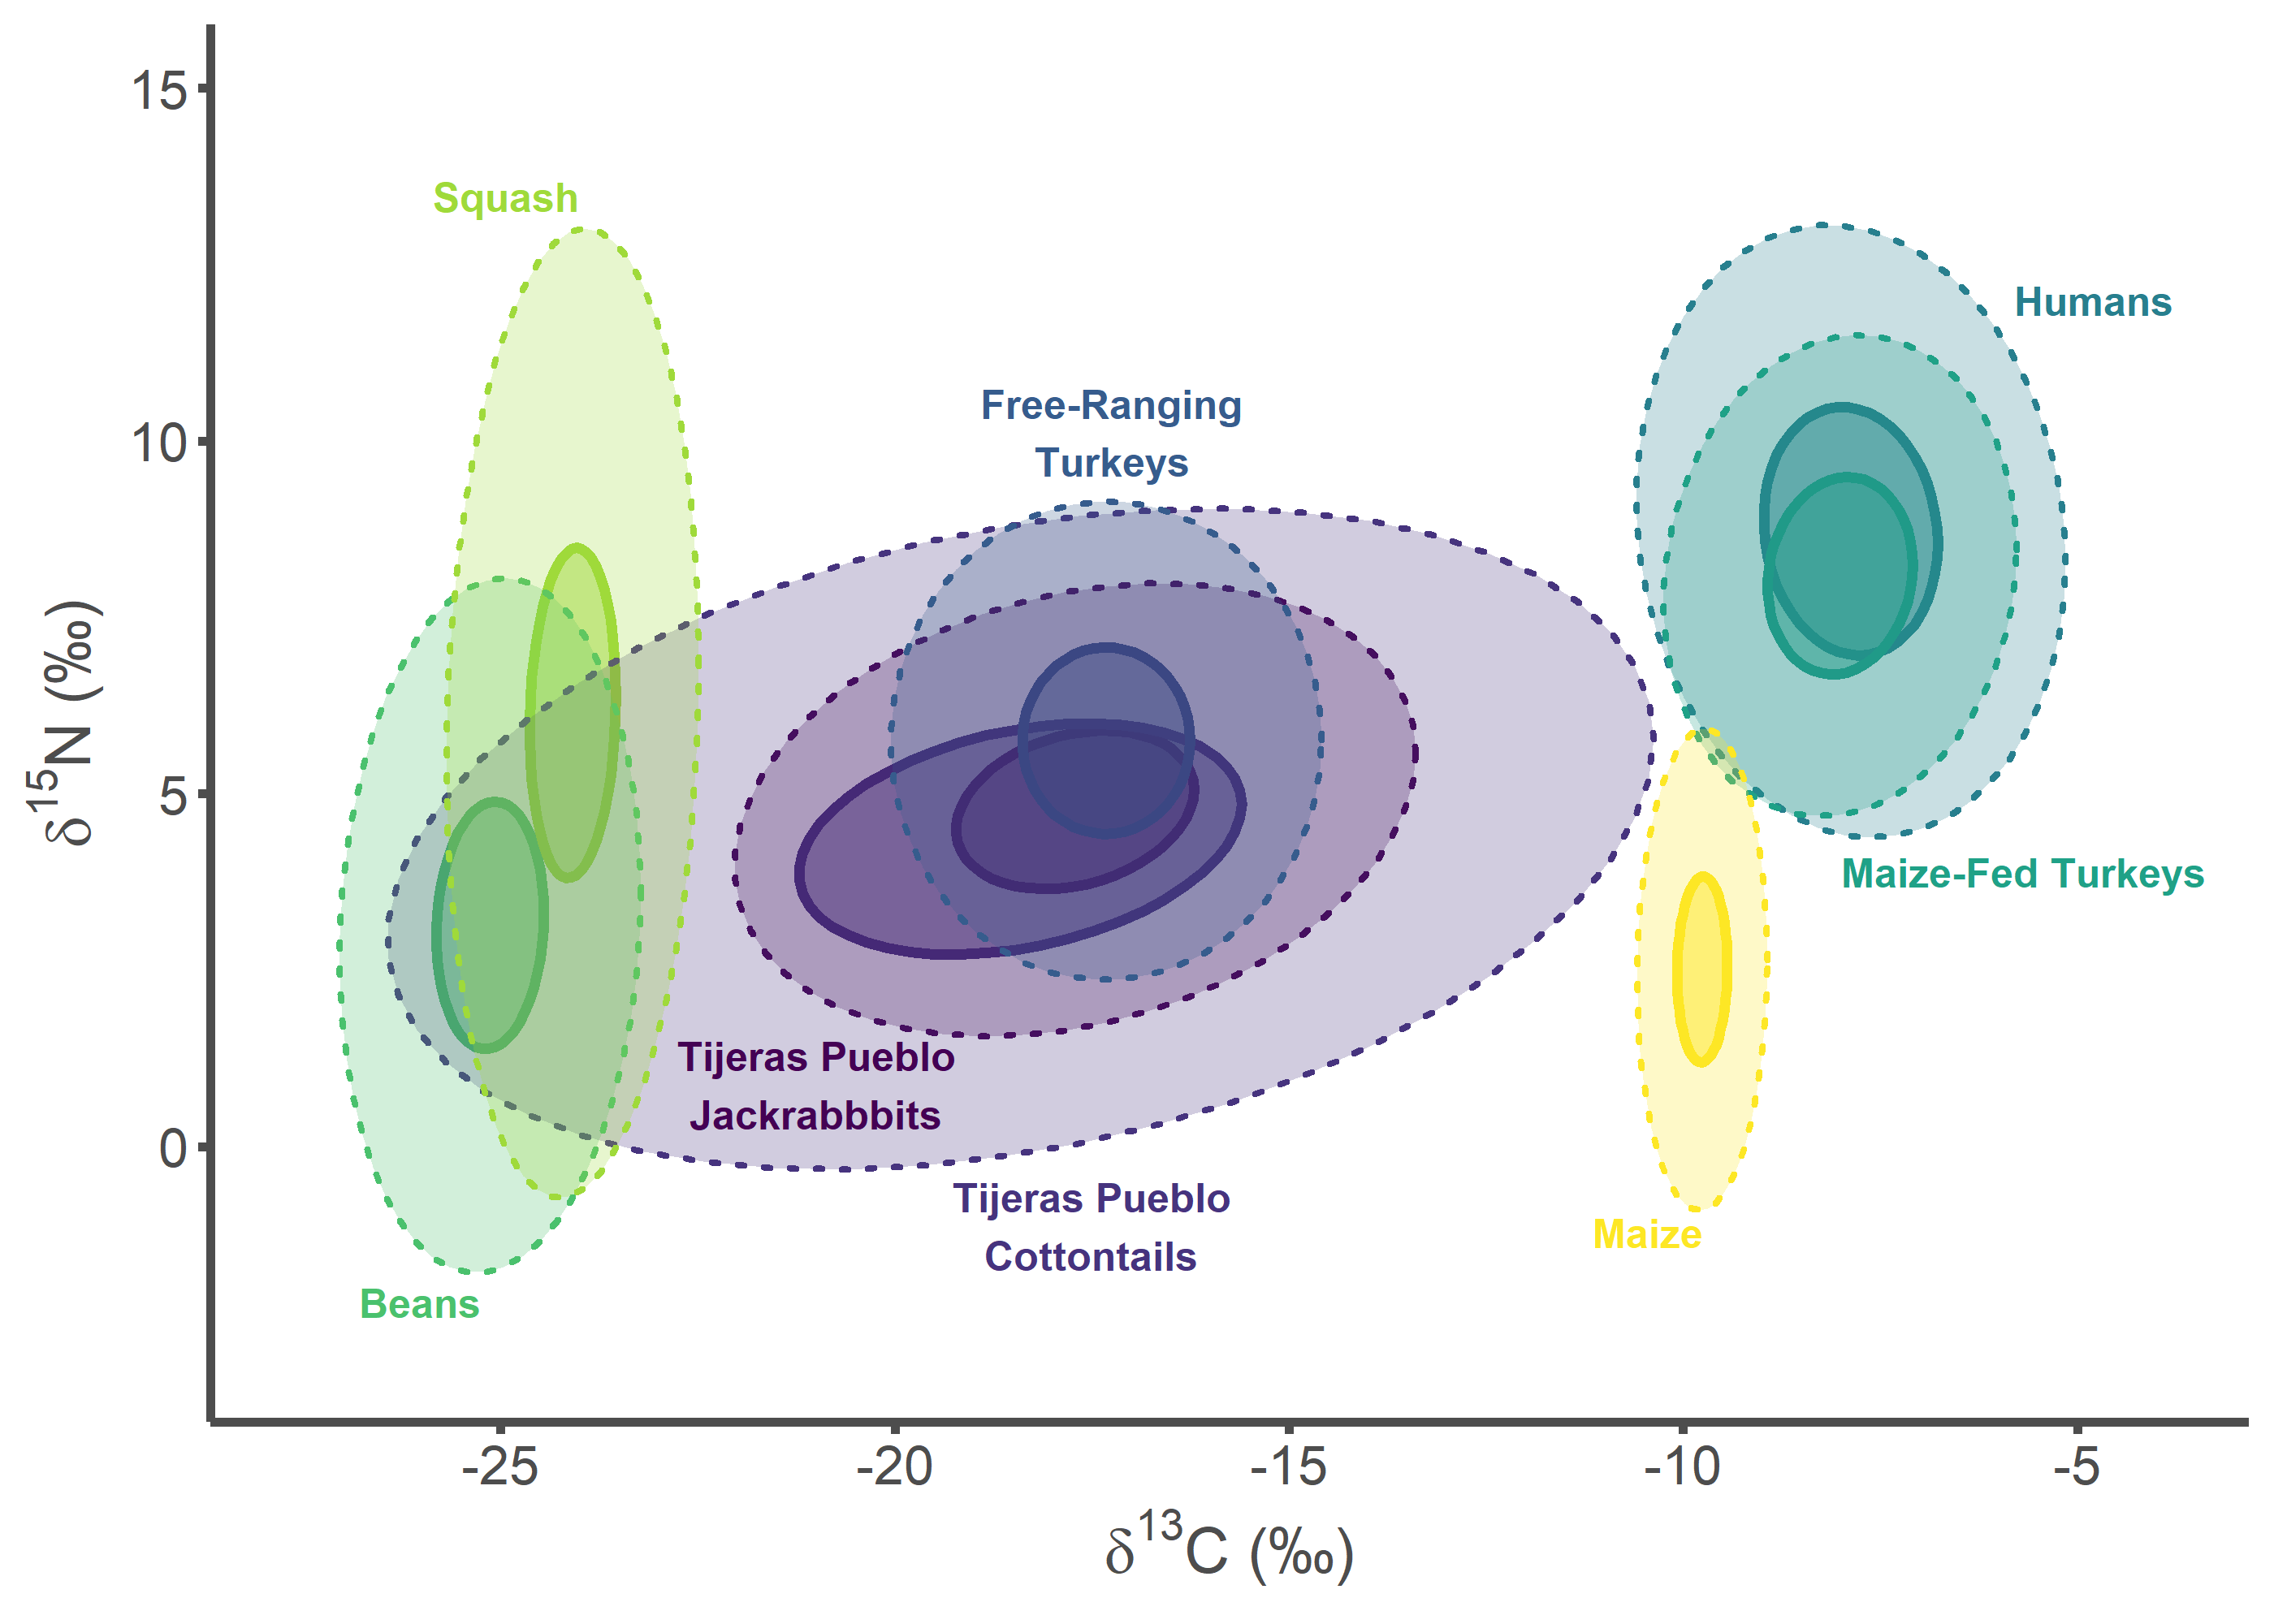 15
10
5
0
δ15N (‰)
Squash
Humans
Free-Ranging
Turkeys
Maize-Fed Turkeys
Tijeras Pueblo
Jackrabbbits
Tijeras Pueblo
Cottontails
Maize
Beans
-25
-20
-15
-10
-5
δ13C (‰)